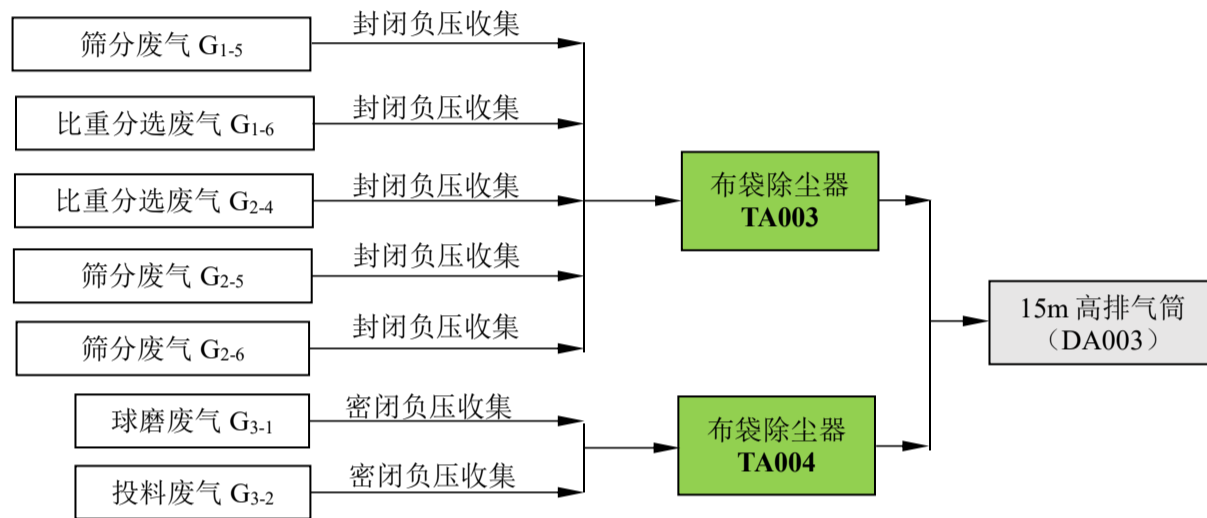 筛分废气 G1-5
封闭负压收集
比重分选废气 G1-6
封闭负压收集
比重分选废气 G2-4
封闭负压收集
筛分废气 G2-5
封闭负压收集
筛分废气 G2-6
封闭负压收集
布袋除尘器
TA003
球磨废气 G3-1
密闭负压收集
投料废气 G3-2
密闭负压收集
布袋除尘器
TA004
15m 高排气筒
（DA003）